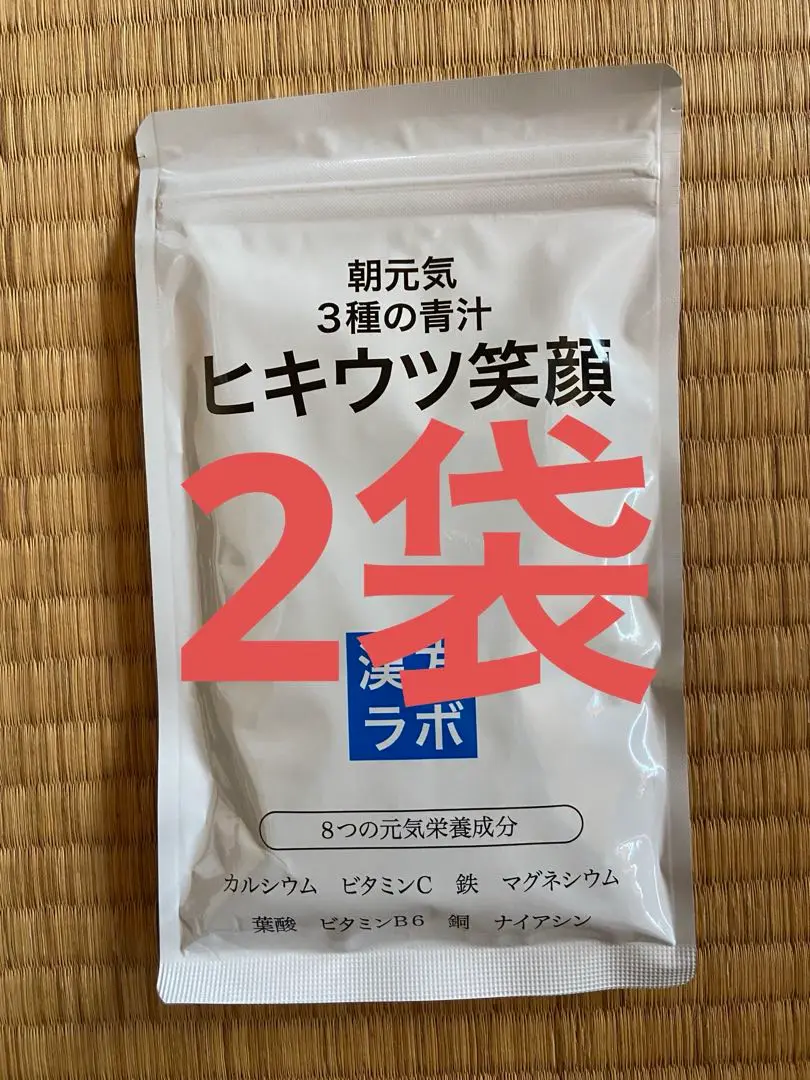 朝元気
3種の青汁
ヒキウツ笑顔
2袋
漢方
ラボ
8つの元気栄養成分
カルシウム ビタミンC 鉄 マグネシウム
葉酸 ビタミンB6 銅 ナイアシン